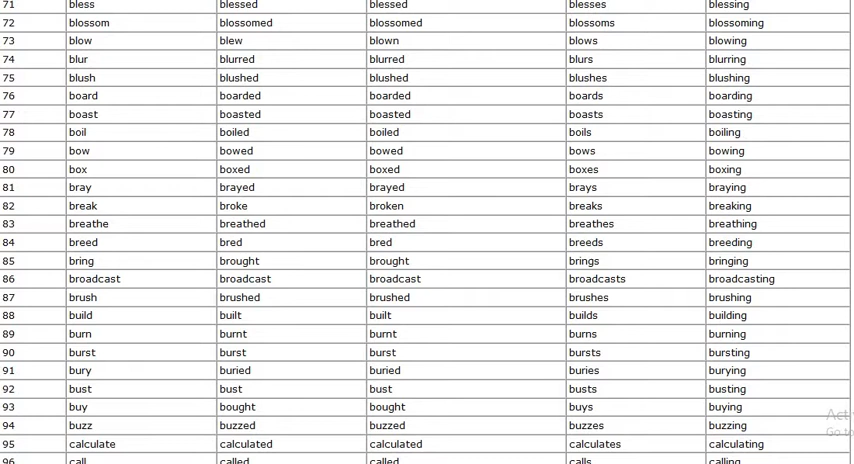 71 bless blessed blessed blesses blessing
72 blossom blossomed blossomed blossoms blossoming
73 blow blew blown blows blowing
74 blur blurred blurred blurs blurring
75 blush blushed blushed blushes blushing
76 board boarded boarded boards boarding
77 boast boasted boasted boasts boasting
78 boil boiled boiled boils boiling
79 bow bowed bowed bows bowing
80 box boxed boxed boxes boxing
81 bray brayed brayed brays braying
82 break broke broken breaks breaking
83 breathe breathed breathed breathes breathing
84 breed bred bred breeds breeding
85 bring brought brought brings bringing
86 broadcast broadcast broadcast broadcasts broadcasting
87 brush brushed brushed brushes brushing
88 build built built builds building
89 burn burnt burnt burns burning
90 burst burst burst bursts bursting
91 bury buried buried buries burying
92 bust bust bust busts busting
93 buy bought bought buys buying
94 buzz buzzed buzzed buzzes buzzing
95 calculate calculated calculated calculates calculating
96 call called called calls calling
Go to